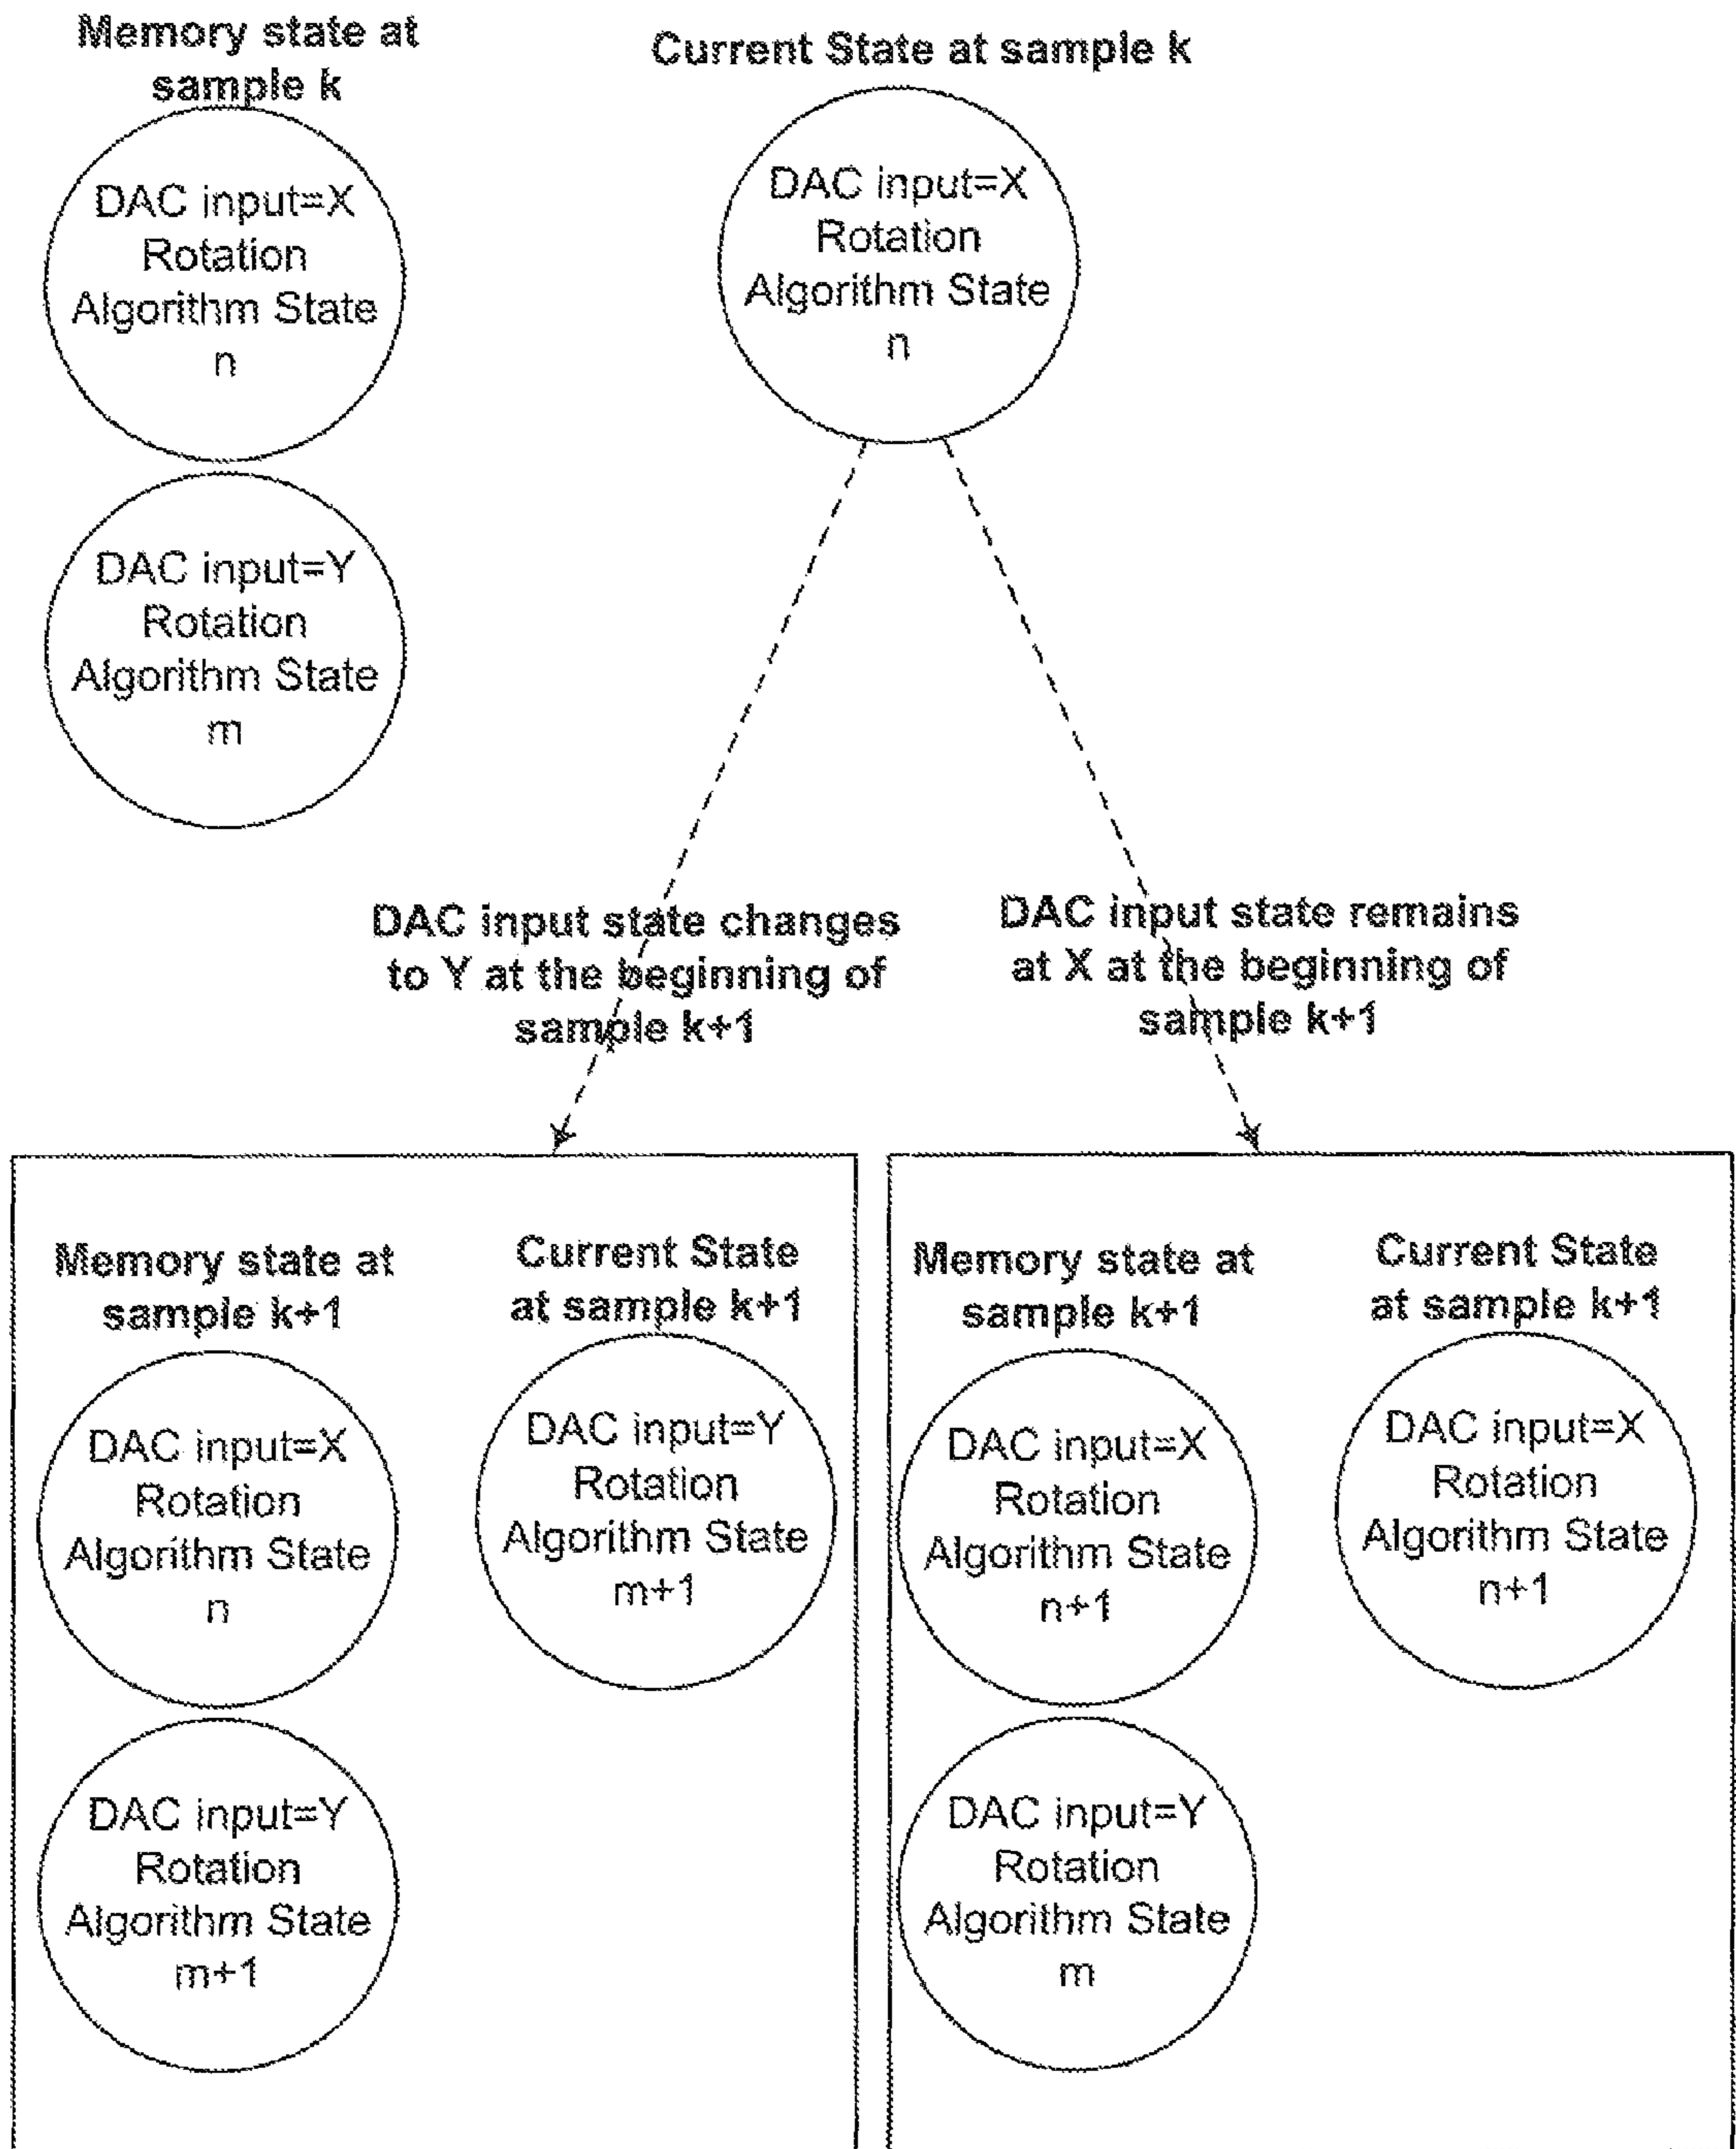 Memory state at
sample k
Current State at sample k
DAC input=X
Rotation
Algorithm State
n
DAC input=X
Rotation
Algorithm State
n
DAC input=Y
Rotation
Algorithm State
m
DAC input state changes
to Y at the beginning of
sample k+1
DAC input state remains
at X at the beginning of
sample k+1
Memory state at
sample k+1
Current State
at sample k+1
DAC input=X
Rotation
Algorithm State
n
DAC input=Y
Rotation
Algorithm State
m+1
DAC input=Y
Rotation
Algorithm State
m+1
Memory state at
sample k+1
Current State
at sample k+1
DAC input=X
Rotation
Algorithm State
n+1
DAC input=X
Rotation
Algorithm State
n+1
DAC input=Y
Rotation
Algorithm State
m